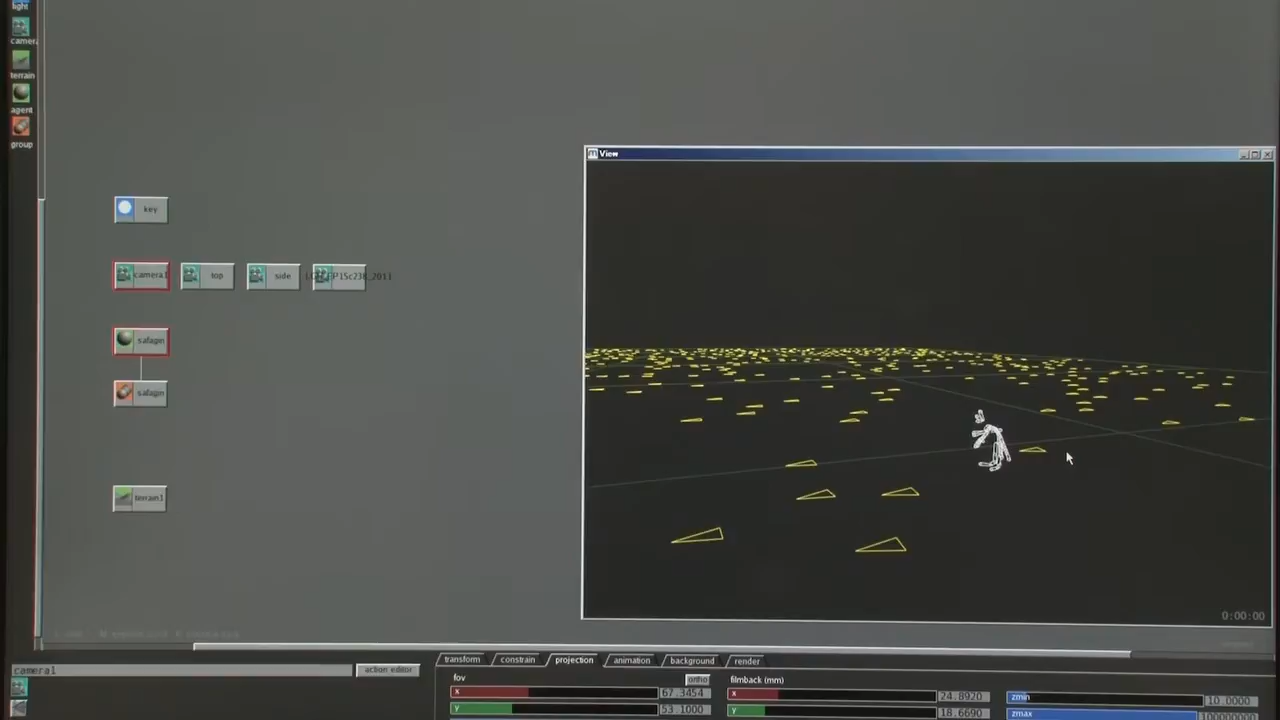 light
camera
terrain
agent
group
View
key
camera1
top
side
safagin
safagin
terrain1
0:00:00
camera1
action editor
transform
constrain
projection
animation
background
render
fov
ortho
filmback (mm)
x
67.3454
x
24.8920
zmin
10.0000
y
53.1000
y
18.6690
zmax